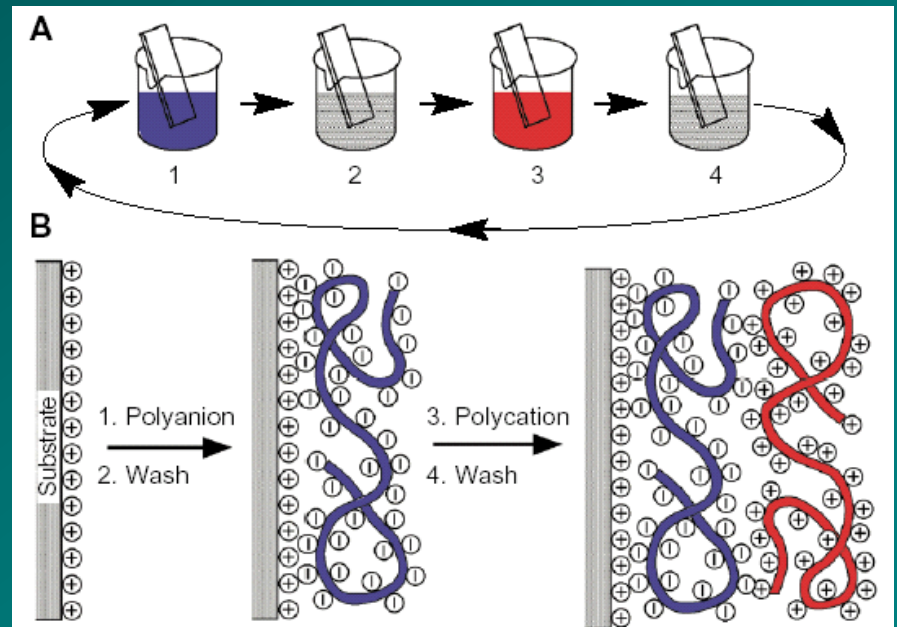 A
1 2 3 4
B
Substrate
1. Polyanion
2. Wash
3. Polycation
4. Wash